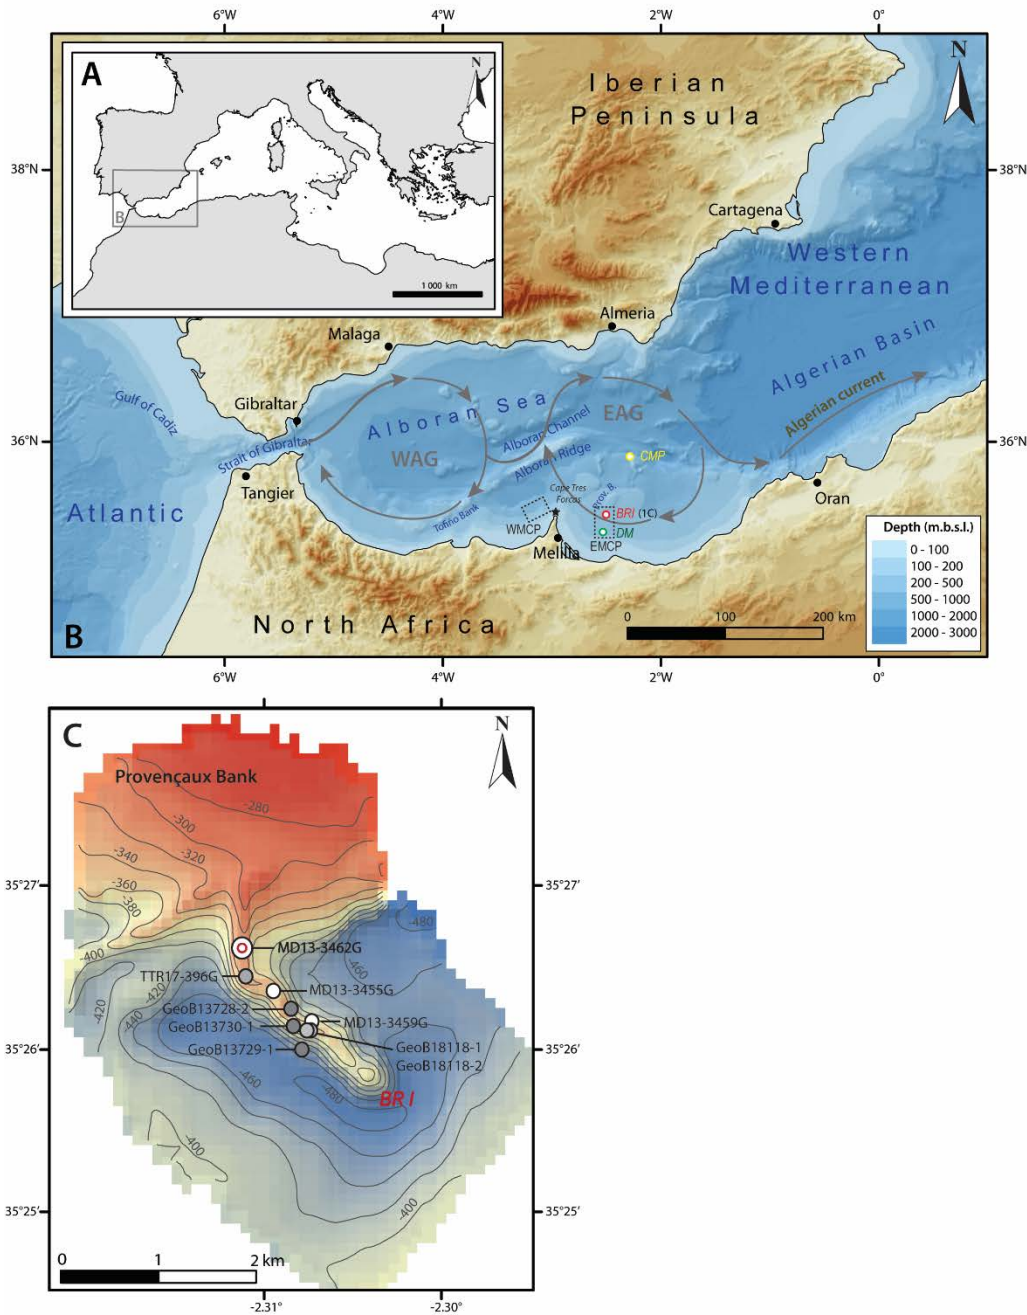 6°W
4°W
2°W
0°
A
N
B
1 000 km
N
Iberian
Peninsula
38°N
38°N
Cartagena
Western
Mediterranean
Almeria
Malaga
Algerian Basin
Algerian current
Gulf of Cadiz
Gibraltar
Alboran Sea
EAG
Alboran Channel
36°N
36°N
Strait of Gibraltar
WAG
Alboran Ridge
CMP
Tangier
Cape Tres
Forcas
Prov. B.
Oran
Atlantic
Tofino Bank
WMCP
BRI (1C)
DM
Melilla
EMCP
Depth (m.b.s.l.)
0 - 100
100 - 200
200 - 500
500 - 1000
1000 - 2000
2000 - 3000
North Africa
0 100 200 km
B
6°W
4°W
2°W
0°
C
N
Provençaux Bank
-280
-300
-320
-340
-360
-380
35°27'
35°27'
-480
-400
MD13-3462G
-460
TTR17-396G
MD13-3455G
-420
-420
GeoB13728-2
-440
MD13-3459G
GeoB13730-1
GeoB13729-1
GeoB18118-1
GeoB18118-2
35°26'
35°26'
-460
-480
BR I
-400
-400
35°25'
35°25'
0 1 2 km
-2.31°
-2.30°